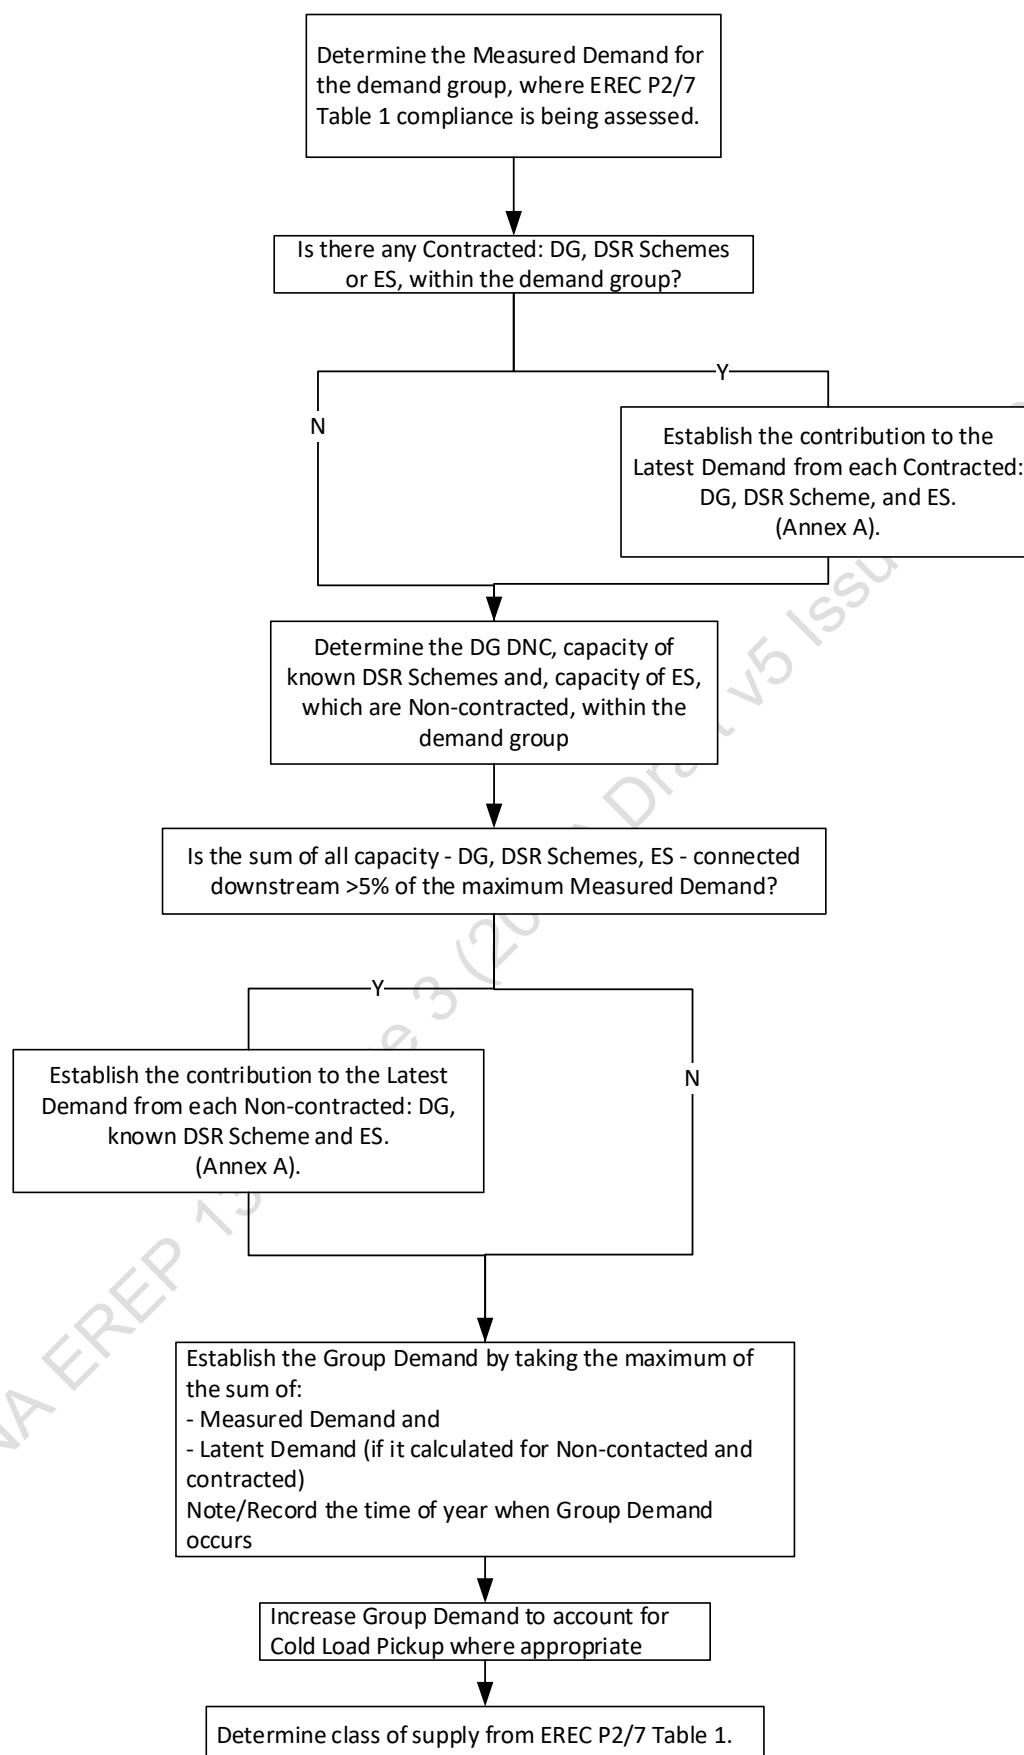 Determine the Measured Demand for
the demand group, where EREC P2/7
Table 1 compliance is being assessed.
Is there any Contracted: DG, DSR Schemes
or ES, within the demand group?
Y
N
Establish the contribution to the
Latest Demand from each Contracted:
DG, DSR Scheme, and ES.
(Annex A).
Determine the DG DNC, capacity of
known DSR Schemes and, capacity of ES,
which are Non-contracted, within the
demand group
Is the sum of all capacity - DG, DSR Schemes, ES - connected
downstream >5% of the maximum Measured Demand?
Y
N
Establish the contribution to the Latest
Demand from each Non-contracted: DG,
known DSR Scheme and ES.
(Annex A).
Establish the Group Demand by taking the maximum of
the sum of:
- Measured Demand and
- Latent Demand (if it calculated for Non-contacted and
contracted)
Note/Record the time of year when Group Demand
occurs
Increase Group Demand to account for
Cold Load Pickup where appropriate
Determine class of supply from EREC P2/7 Table 1.
EREP 13
3 (20
v5